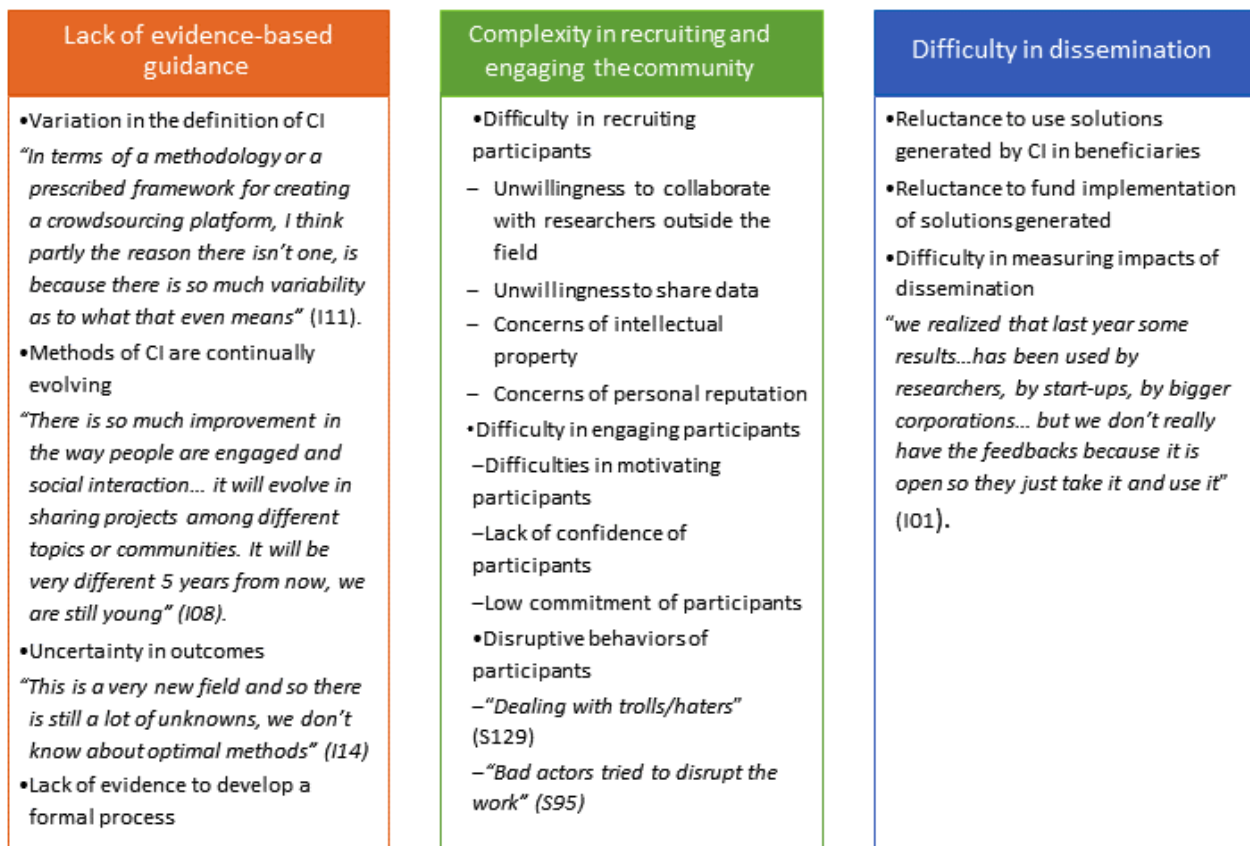 Lack of evidence-based
guidance
•Variation in the definition of CI
“In terms of a methodology or a
prescribed framework for creating
a crowdsourcing platform, I think
partly the reason there isn’t one, is
because there is so much variability
as to what that even means” (I11).
•Methods of CI are continually
evolving
“There is so much improvement in
the way people are engaged and
social interaction... it will evolve in
sharing projects among different
topics or communities. It will be
very different 5 years from now, we
are still young” (I08).
•Uncertainty in outcomes
“This is a very new field and so there
is still a lot of unknowns, we don’t
know about optimal methods” (I14)
•Lack of evidence to develop a
formal process
Complexity in recruiting and
engaging the community
•Difficulty in recruiting
participants
– Unwillingness to collaborate
with researchers outside the
field
– Unwillingness to share data
– Concerns of intellectual
property
– Concerns of personal reputation
•Difficulty in engaging participants
–Difficulties in motivating
participants
–Lack of confidence of
participants
–Low commitment of participants
•Disruptive behaviors of
participants
–“Dealing with trolls/haters”
(S129)
–“Bad actors tried to disrupt the
work” (S95)
Difficulty in dissemination
•Reluctance to use solutions
generated by CI in beneficiaries
•Reluctance to fund implementation
of solutions generated
•Difficulty in measuring impacts of
dissemination
“we realized that last year some
results...has been used by
researchers, by start-ups, by bigger
corporations... but we don’t really
have the feedbacks because it is
open so they just take it and use it”
(I01).